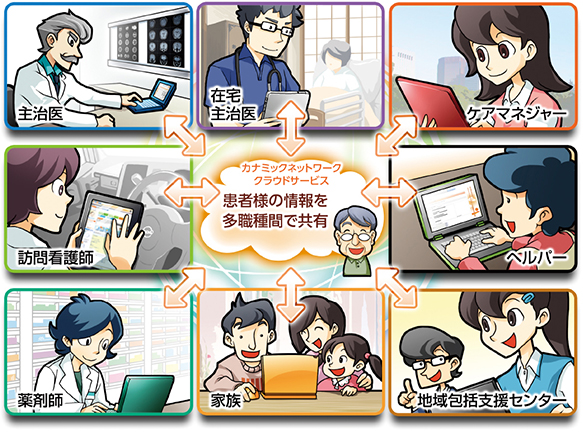 主治医
在宅
主治医
ケアマネジャー
カナミックネットワーク
クラウドサービス
患者様の情報を
多職種間で共有
訪問看護師
ヘルパー
薬剤師
家族
地域包括支援センター